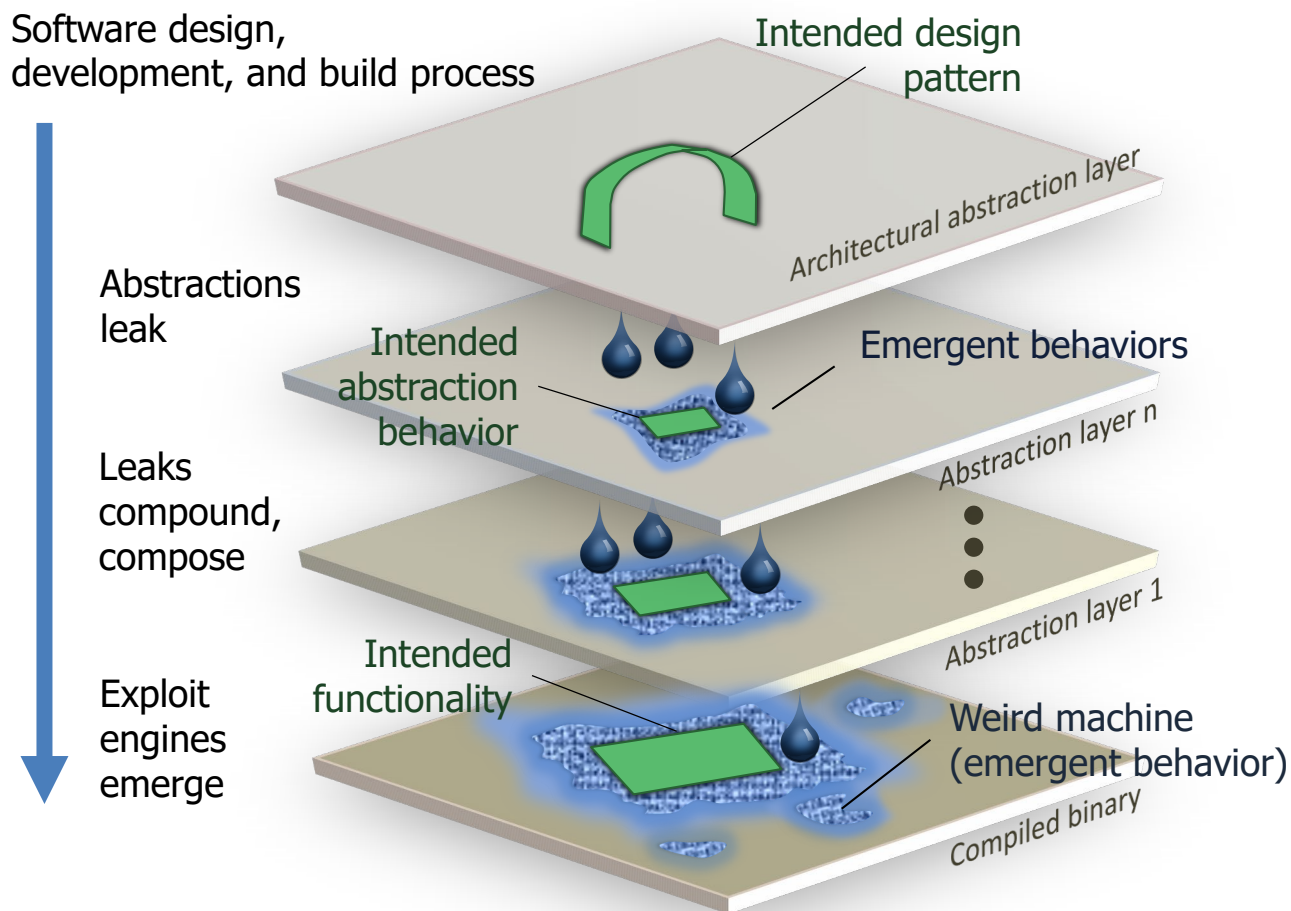 Software design,
development, and build process
Intended design
pattern
Architectural abstraction layer
Abstractions
leak
Intended
abstraction
behavior
Emergent behaviors
Abstraction layer n
Leaks
compound,
compose
Abstraction layer 1
Intended
functionality
Exploit
engines
emerge
Weird machine
(emergent behavior)
Compiled binary